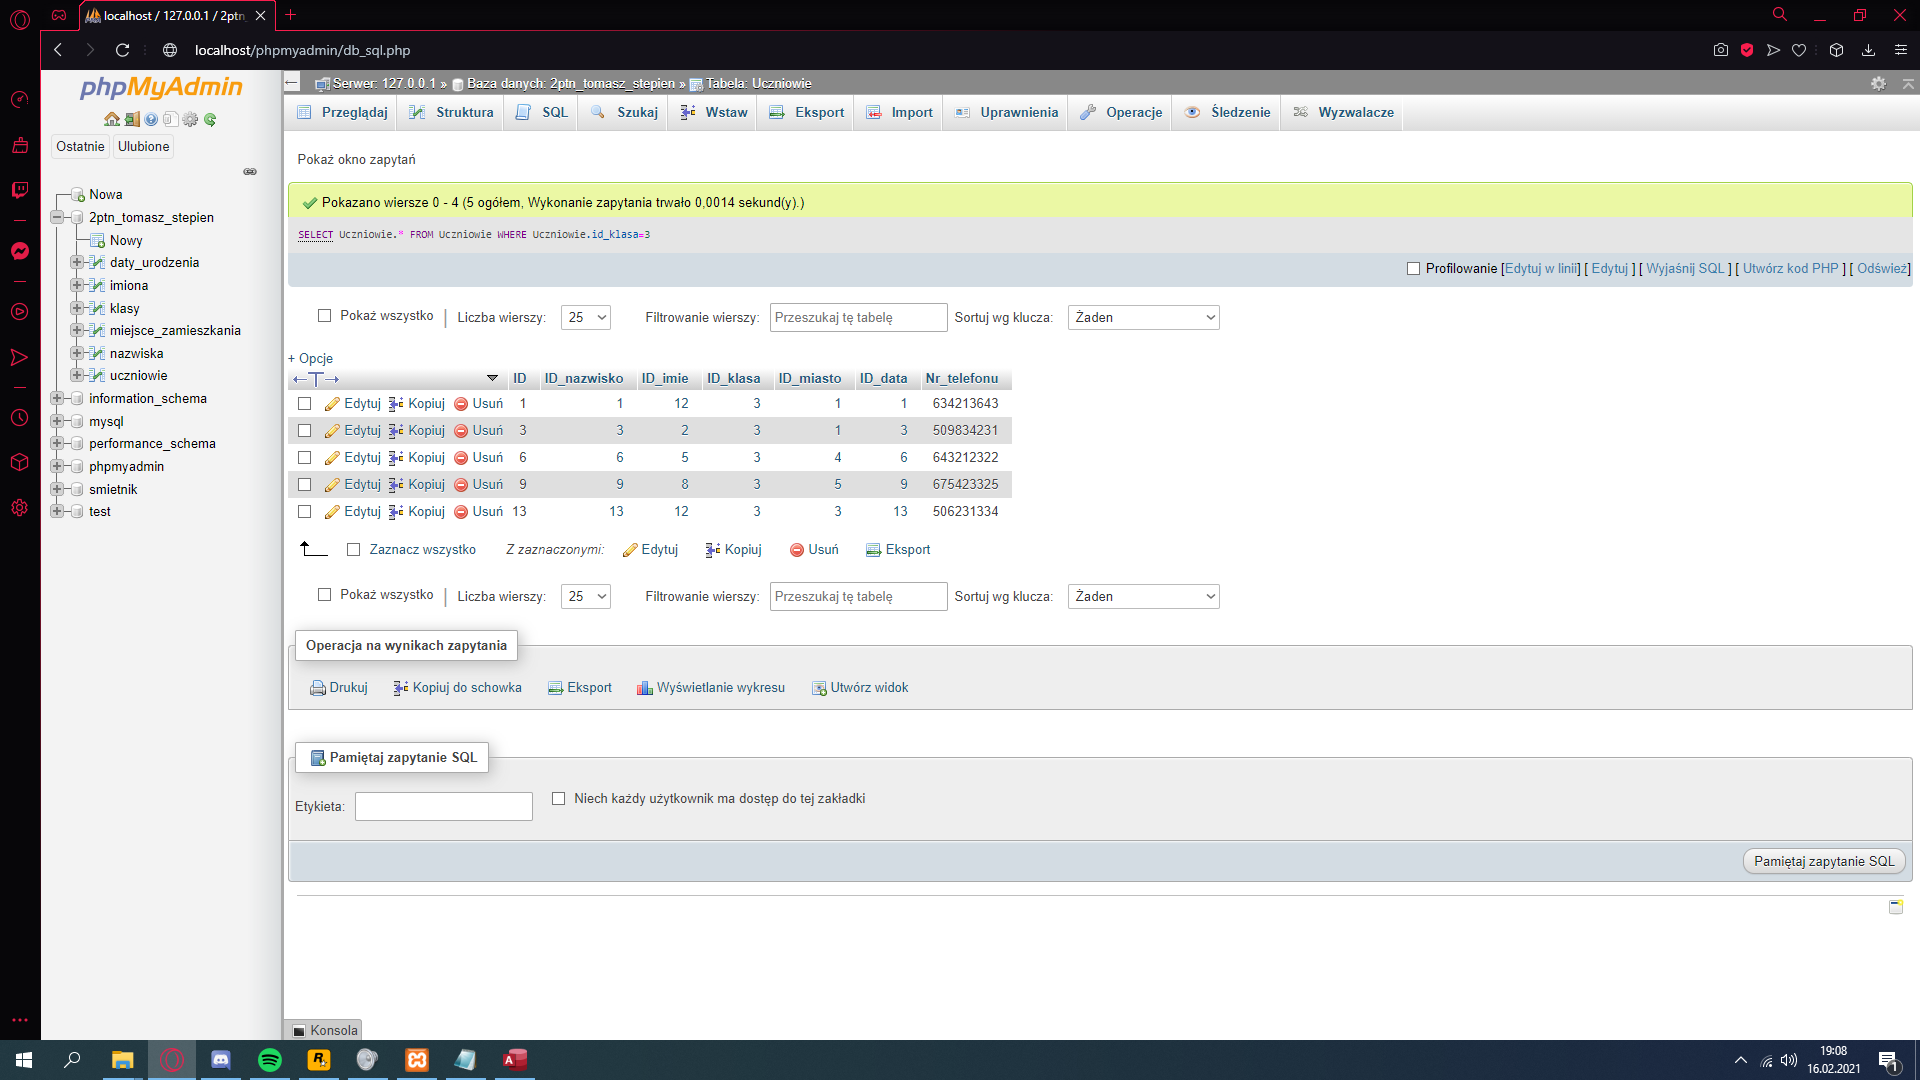 localhost / 127.0.0.1 / 2ptn_
localhost/phpmyadmin/db_sql.php
phpMyAdmin
Ostatnie
Ulubione
Nowa
2ptn_tomasz_stepien
Nowy
daty_urodzenia
imiona
klasy
miejsce_zamieszkania
nazwiska
uczniowie
information_schema
mysql
performance_schema
phpmyadmin
smietnik
test
Serwer: 127.0.0.1 » Baza danych: 2ptn_tomasz_stepien » Tabela: Uczniowie
Przeglądaj Struktura SQL Szukaj Wstaw Eksport Import Uprawnienia Operacje Śledzenie Wyzwalacze
Pokaż okno zapytań
Pokazano wiersze 0 - 4 (5 ogółem, Wykonanie zapytania trwało 0,0014 sekund(y).)
SELECT Uczniowie.* FROM Uczniowie WHERE Uczniowie.id_klasa=3
Profilowanie [Edytuj w linii] [ Edytuj ] [ Wyjaśnij SQL ] [ Utwórz kod PHP ] [ Odśwież]
Pokaż wszystko | Liczba wierszy: 25 Filtrowanie wierszy: Przeszukaj tę tabelę Sortuj wg klucza: Żaden
+ Opcje
←T→ ID ID_nazwisko ID_imie ID_klasa ID_miasto ID_data Nr_telefonu
Edytuj Kopiuj Usuń 1 1 12 3 1 1 634213643
Edytuj Kopiuj Usuń 3 3 2 3 1 3 509834231
Edytuj Kopiuj Usuń 6 6 5 3 4 6 643212322
Edytuj Kopiuj Usuń 9 9 8 3 5 9 675423325
Edytuj Kopiuj Usuń 13 13 12 3 3 13 506231334
Zaznacz wszystko Z zaznaczonymi: Edytuj Kopiuj Usuń Eksport
Pokaż wszystko | Liczba wierszy: 25 Filtrowanie wierszy: Przeszukaj tę tabelę Sortuj wg klucza: Żaden
Operacja na wynikach zapytania
Drukuj Kopiuj do schowka Eksport Wyświetlanie wykresu Utwórz widok
Pamiętaj zapytanie SQL
Etykieta: Niech każdy użytkownik ma dostęp do tej zakładki
Pamiętaj zapytanie SQL
Konsola
19:08
16.02.2021
1